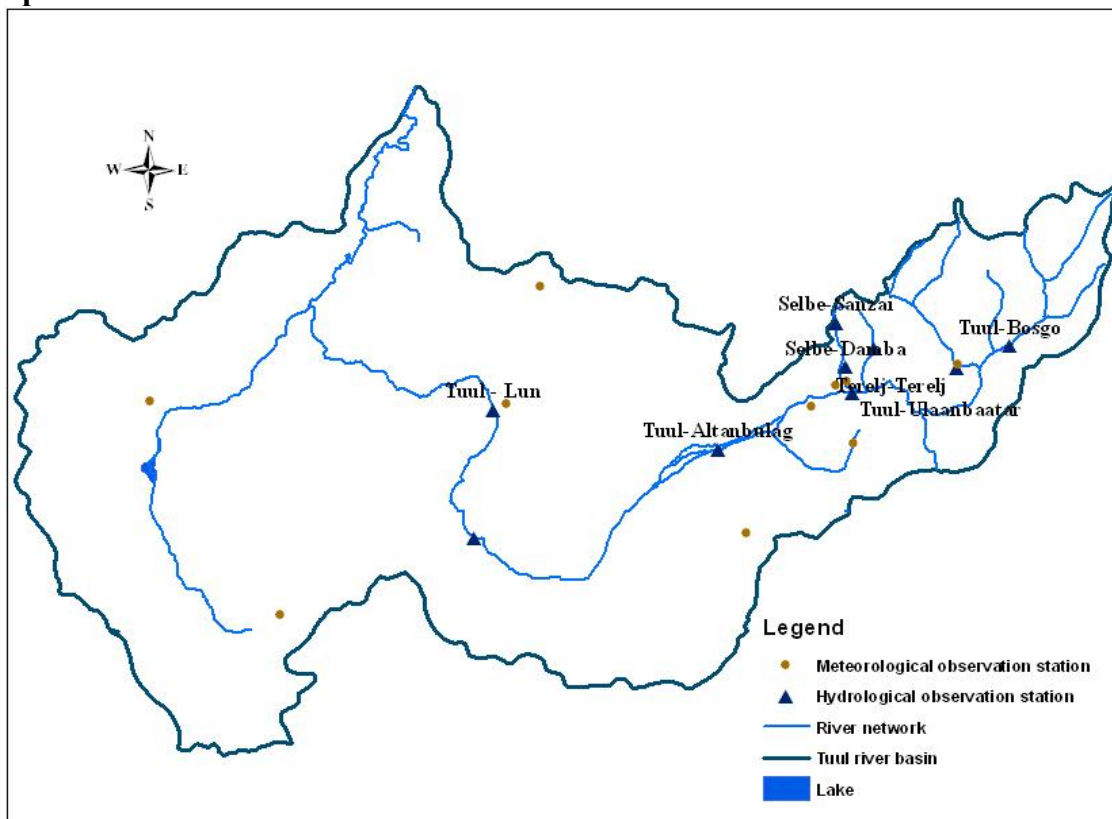 N
W E
S
Selbe-Sanzai
Tuul-Bosgo
Selbe-Damba
Terelj-Terelj
Tuul - Lun
Tuul-Ulaanbaatar
Tuul-Altanbulag
Legend
Meteorological observation station
Hydrological observation station
River network
Tuul river basin
Lake